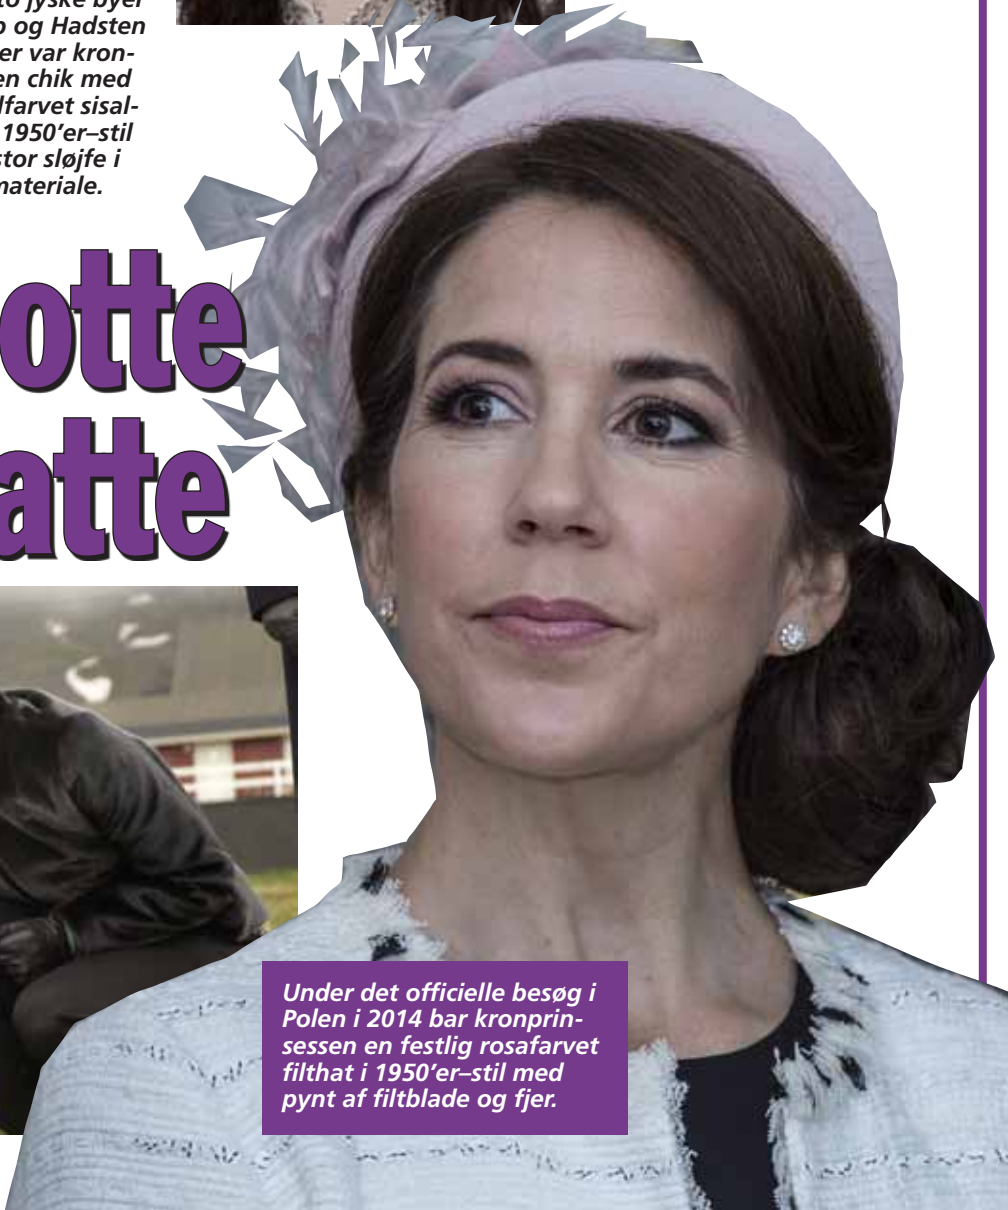 to jyske byer
og Hadsten
er var kron-
en chik med
farvet sisal-
1950'er–stil
stor sløjfe i
materiale.
otte
atte
Under det officielle besøg i
Polen i 2014 bar kronprin-
sessen en festlig rosafarvet
filthat i 1950'er–stil med
pynt af filtblade og fjer.